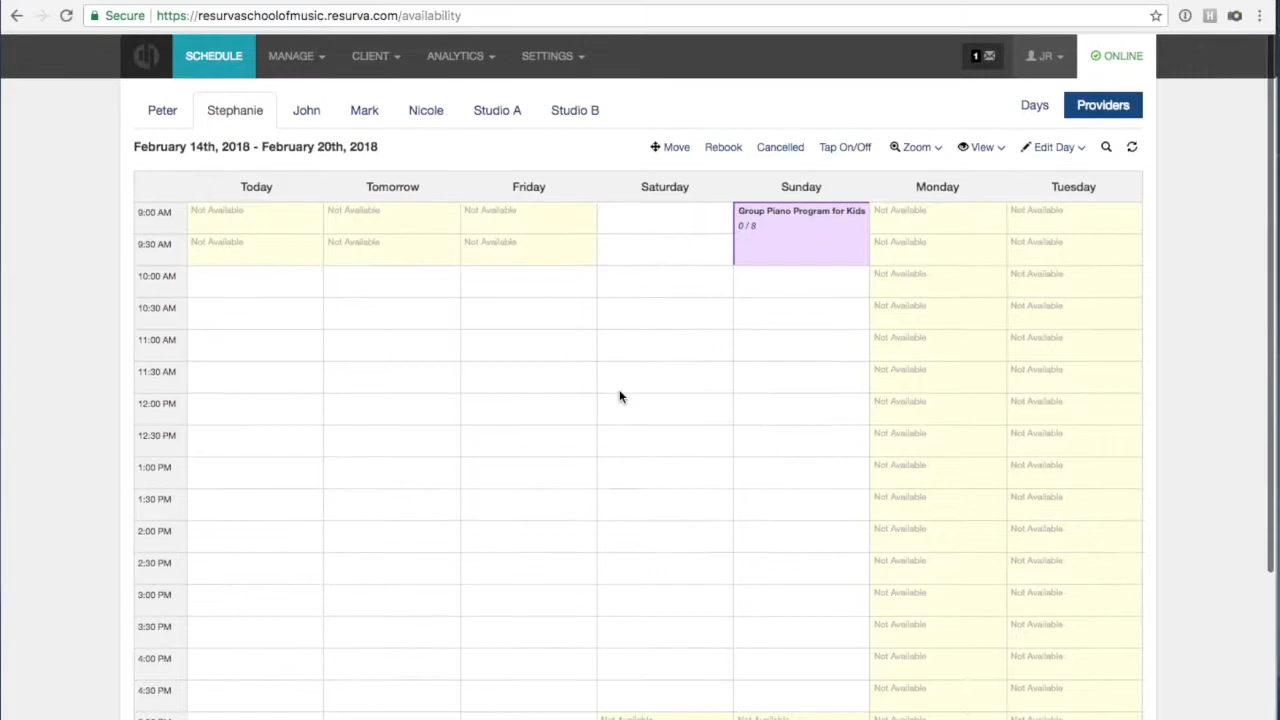 Secure https://resurvaschoolofmusic.resurva.com/availability
SCHEDULE MANAGE CLIENT ANALYTICS SETTINGS 1 JR ONLINE
Peter Stephanie John Mark Nicole Studio A Studio B Days Providers
February 14th, 2018 - February 20th, 2018 Move Rebook Cancelled Tap On/Off Zoom View Edit Day
Today Tomorrow Friday Saturday Sunday Monday Tuesday
9:00 AM Not Available Not Available Not Available Group Piano Program for Kids Not Available Not Available
0 / 8
9:30 AM Not Available Not Available Not Available Not Available Not Available
10:00 AM Not Available Not Available
10:30 AM Not Available Not Available
11:00 AM Not Available Not Available
11:30 AM Not Available Not Available
12:00 PM Not Available Not Available
12:30 PM Not Available Not Available
1:00 PM Not Available Not Available
1:30 PM Not Available Not Available
2:00 PM Not Available Not Available
2:30 PM Not Available Not Available
3:00 PM Not Available Not Available
3:30 PM Not Available Not Available
4:00 PM Not Available Not Available
4:30 PM Not Available Not Available